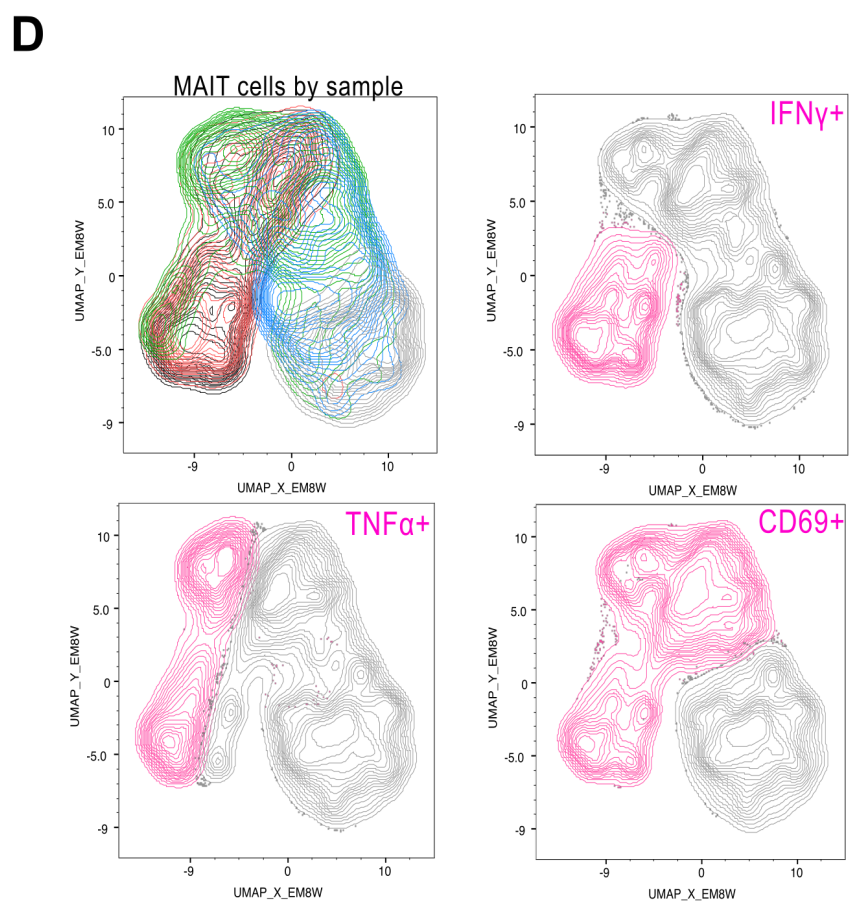 D
MAIT cells by sample
10
5.0
0
-5.0
-9
UMAP_Y_EM8W
-9
0
10
UMAP_X_EM8W
IFNγ+
10
5.0
0
-5.0
-9
UMAP_Y_EM8W
-9
0
10
UMAP_X_EM8W
TNFα+
10
5.0
0
-5.0
-9
UMAP_Y_EM8W
-9
0
10
UMAP_X_EM8W
CD69+
10
5.0
0
-5.0
-9
UMAP_Y_EM8W
-9
0
10
UMAP_X_EM8W